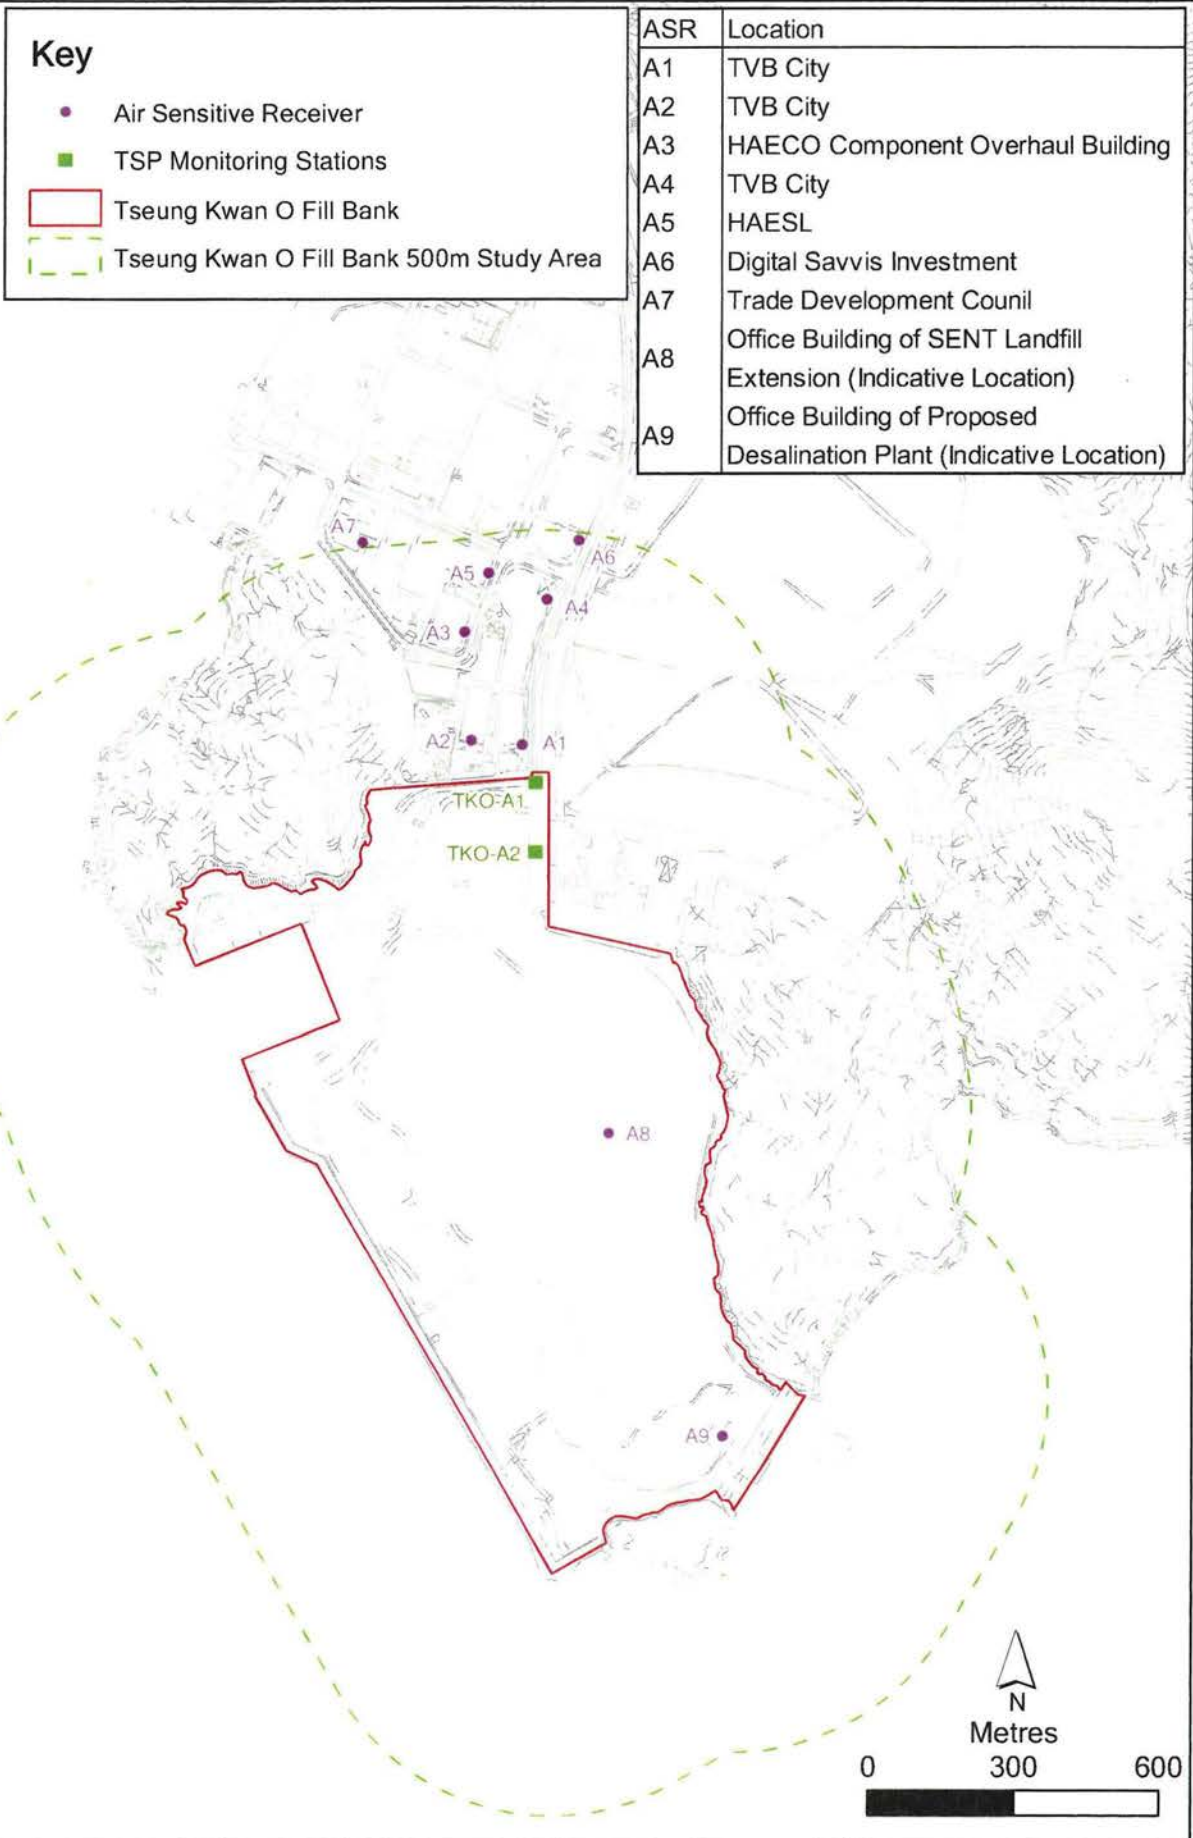 Key
Air Sensitive Receiver
TSP Monitoring Stations
Tseung Kwan O Fill Bank
Tseung Kwan O Fill Bank 500m Study Area
ASR Location
A1 TVB City
A2 TVB City
A3 HAECO Component Overhaul Building
A4 TVB City
A5 HAESL
A6 Digital Savvis Investment
A7 Trade Development Counil
A8 Office Building of SENT Landfill
Extension (Indicative Location)
A9 Office Building of Proposed
Desalination Plant (Indicative Location)
A7
A6
A5
A4
A3
A2
A1
TKO-A1
TKO-A2
A8
A9
N
Metres
0 300 600